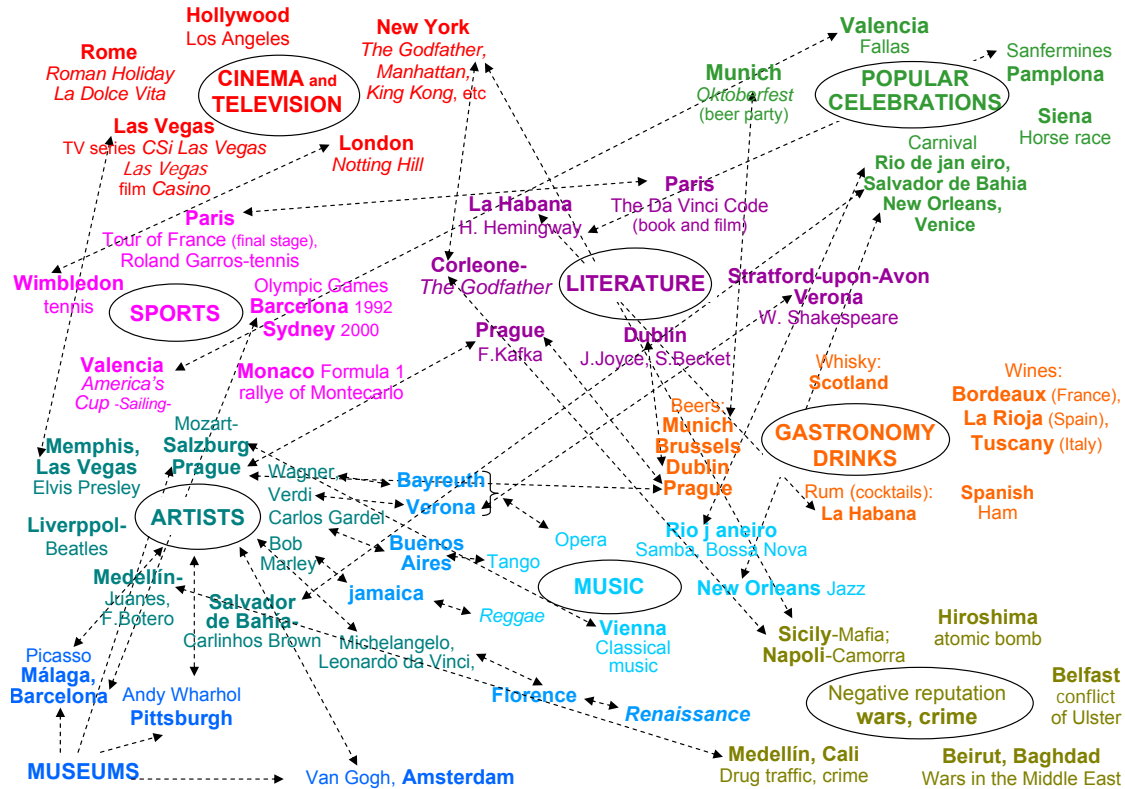 Hollywood
Los Angeles
Rome
Roman Holiday
La Dolce Vita
CINEMA and
TELEVISION
New York
The Godfather,
Manhattan,
King Kong, etc
Las Vegas
TV series CSi Las Vegas
Las Vegas
film Casino
London
Notting Hill
Valencia
Fallas
Munich
Oktoberfest
(beer party)
POPULAR
CELEBRATIONS
Sanfermines
Pamplona
Siena
Horse race
Carnival
Rio de jan eiro,
Salvador de Bahia
New Orleans,
Venice
Paris
Tour of France (final stage),
Roland Garros-tennis
Wimbledon
tennis
SPORTS
Olympic Games
Barcelona 1992
Sydney 2000
Valencia
America's
Cup -Sailing-
Monaco Formula 1
rallye of Montecarlo
La Habana
H. Hemingway
Paris
The Da Vinci Code
(book and film)
Corleone-
The Godfather
LITERATURE
Stratford-upon-Avon
Verona
W. Shakespeare
Prague
F.Kafka
Dublin
J.Joyce, S.Becket
Whisky:
Scotland
Wines:
Bordeaux (France),
La Rioja (Spain),
Tuscany (Italy)
Beers:
Munich
Brussels
Dublin
Prague
GASTRONOMY
DRINKS
Rum (cocktails):
La Habana
Spanish
Ham
Mozart-
Salzburg
Prague
Memphis,
Las Vegas
Elvis Presley
Wagner
Verdi
Carlos Gardel
Bob
Marley
ARTISTS
Liverppol-
Beatles
Medellín-
Juanes,
F.Botero
Salvador
de Bahia-
Carlinhos Brown
Michelangelo,
Leonardo da Vinci,
Bayreuth
Verona
Opera
Buenos
Aires
Tango
jamaica
Reggae
MUSIC
Rio j aneiro
Samba, Bossa Nova
New Orleans Jazz
Vienna
Classical
music
Florence
Renaissance
Sicily-Mafia;
Napoli-Camorra
Hiroshima
atomic bomb
Negative reputation
wars, crime
Belfast
conflict
of Ulster
Medellín, Cali
Drug traffic, crime
Beirut, Baghdad
Wars in the Middle East
Picasso
Málaga,
Barcelona
Andy Wharhol
Pittsburgh
MUSEUMS
Van Gogh, Amsterdam